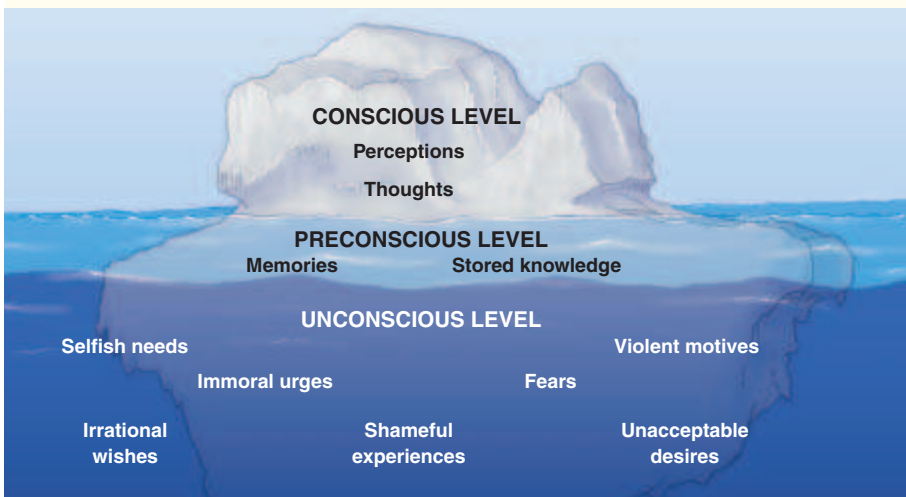 CONSCIOUS LEVEL
Perceptions
Thoughts
PRECONSCIOUS LEVEL
Memories Stored knowledge
UNCONSCIOUS LEVEL
Selfish needs Violent motives
Immoral urges Fears
Irrational
wishes
Shameful
experiences
Unacceptable
desires